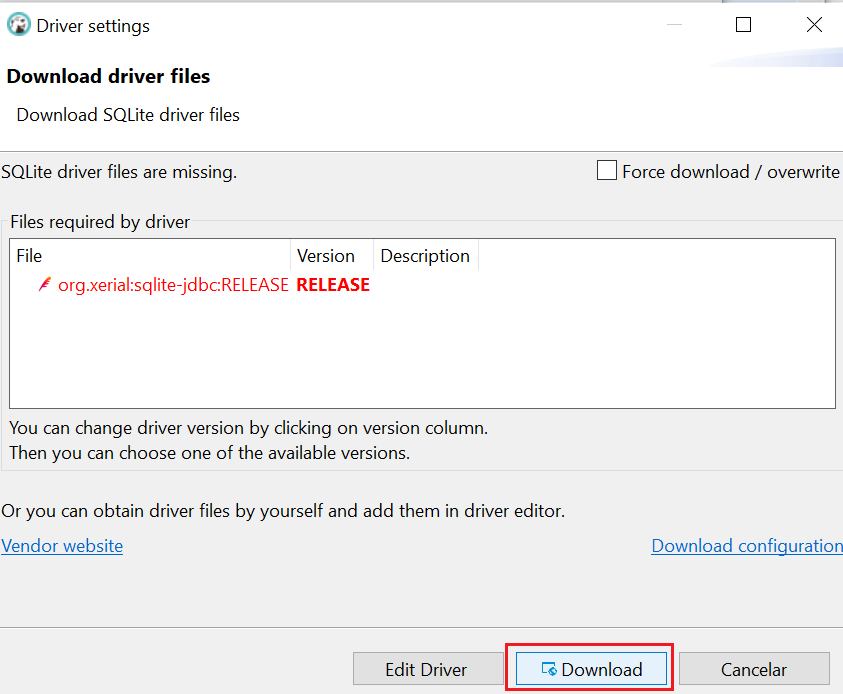 Driver settings
Download driver files
Download SQLite driver files
SQLite driver files are missing.
Force download / overwrite
Files required by driver
File Version Description
org.xerial:sqlite-jdbc:RELEASE RELEASE
You can change driver version by clicking on version column.
Then you can choose one of the available versions.
Or you can obtain driver files by yourself and add them in driver editor.
Vendor website Download configuration
Edit Driver Download Cancelar